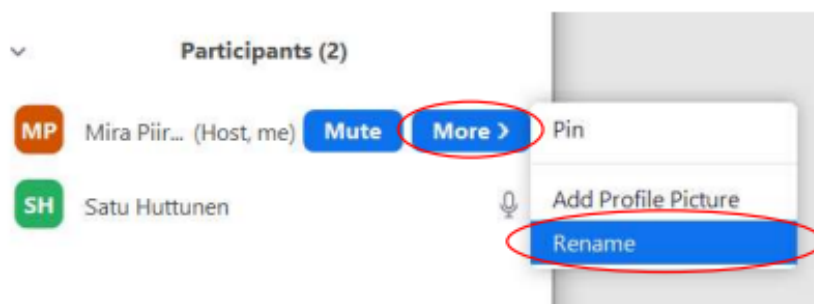 Participants (2)
MP Mira Piir... (Host, me) Mute More >
Pin
SH Satu Huttunen
Add Profile Picture
Rename